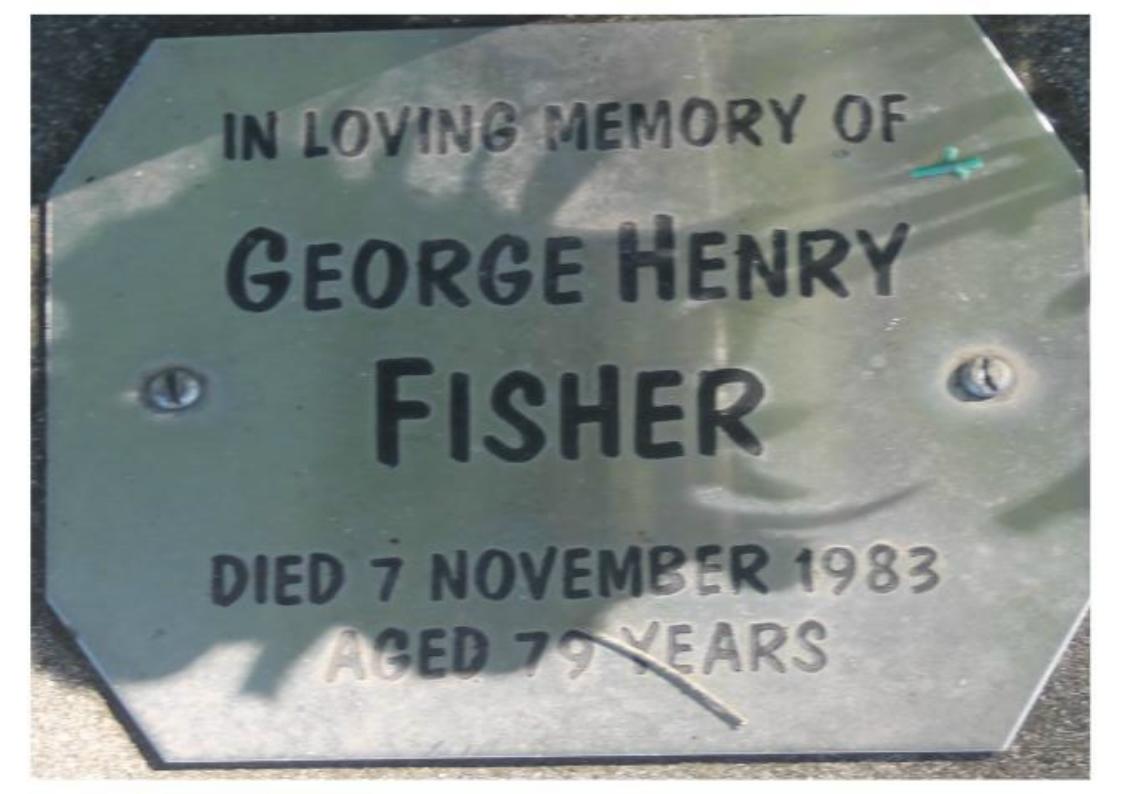 IN LOVING MEMORY OF
GEORGE HENRY
FISHER
DIED 7 NOVEMBER 1983
AGED 79 YEARS